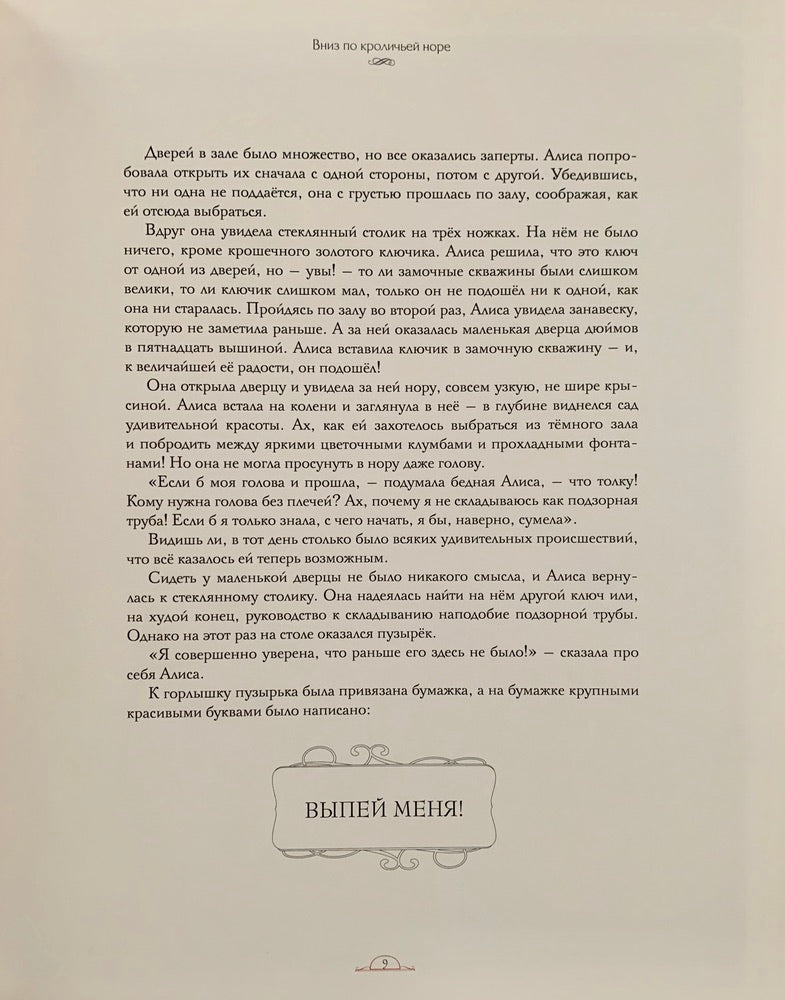 Вниз по кроличьей норе
Дверей в зале было множество, но все оказались заперты. Алиса попро-
бовала открыть их сначала с одной стороны, потом с другой. Убедившись,
что ни одна не поддаётся, она с грустью прошлась по залу, соображая, как
ей отсюда выбраться.
Вдруг она увидела стеклянный столик на трёх ножках. На нём не было
ничего, кроме крошечного золотого ключика. Алиса решила, что это ключ
от одной из дверей, но — увы! — то ли замочные скважины были слишком
велики, то ли ключик слишком мал, только он не подошёл ни к одной, как
она ни старалась. Пройдясь по залу во второй раз, Алиса увидела занавеску,
которую не заметила раньше. А за ней оказалась маленькая дверца дюймов
в пятнадцать вышиной. Алиса вставила ключик в замочную скважину — и,
к величайшей её радости, он подошёл!
Она открыла дверцу и увидела за ней нору, совсем узкую, не шире кры-
синой. Алиса встала на колени и заглянула в неё — в глубине виднелся сад
удивительной красоты. Ах, как ей захотелось выбраться из тёмного зала
и побродить между яркими цветочными клумбами и прохладными фонта-
нами! Но она не могла просунуть в нору даже голову.
«Если б моя голова и прошла, — подумала бедная Алиса, — что толку!
Кому нужна голова без плечей? Ах, почему я не складываюсь как подзорная
труба! Если б я только знала, с чего начать, я бы, наверно, сумела».
Видишь ли, в тот день столько было всяких удивительных происшествий,
что всё казалось ей теперь возможным.
Сидеть у маленькой дверцы не было никакого смысла, и Алиса верну-
лась к стеклянному столику. Она надеялась найти на нём другой ключ или,
на худой конец, руководство к складыванию наподобие подзорной трубы.
Однако на этот раз на столе оказался пузырёк.
«Я совершенно уверена, что раньше его здесь не было!» — сказала про
себя Алиса.
К горлышку пузырька была привязана бумажка, а на бумажке крупными
красивыми буквами было написано:
ВЫПЕЙ МЕНЯ!
9